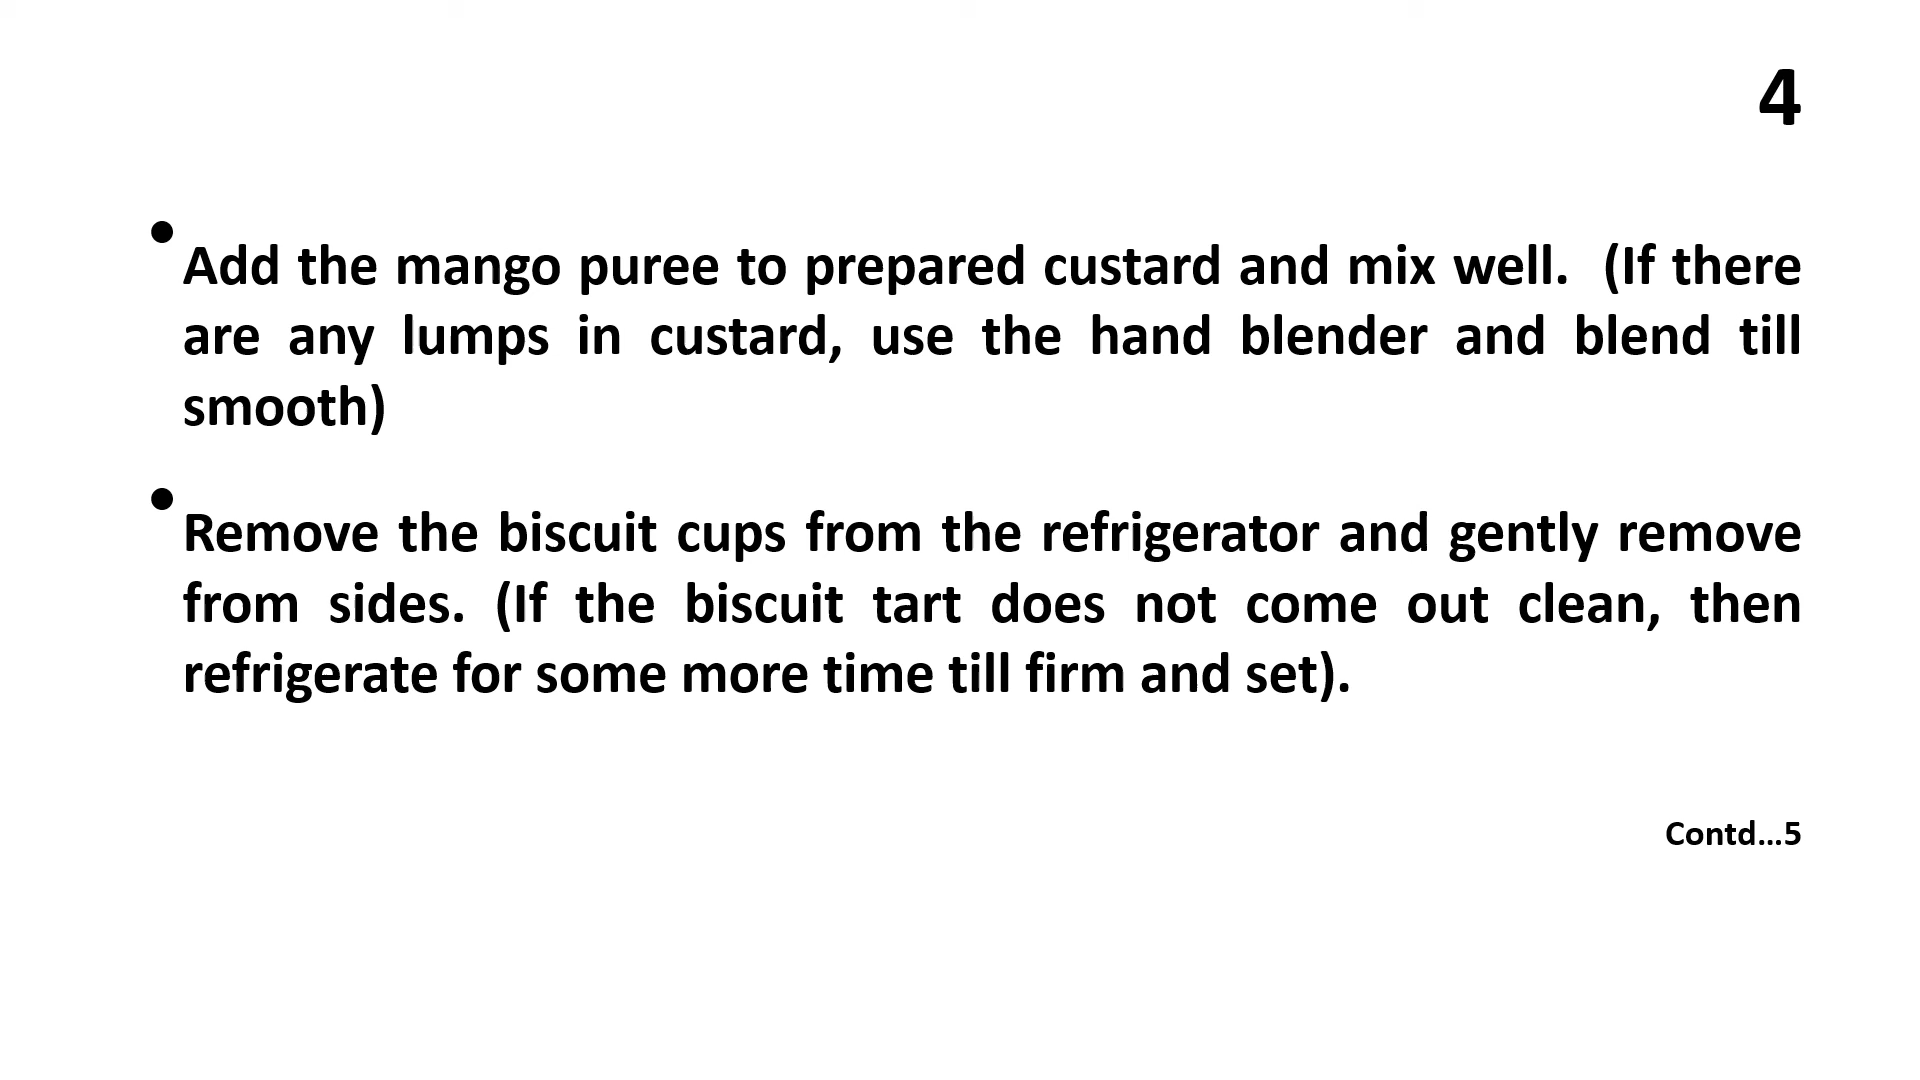 4
• Add the mango puree to prepared custard and mix well.  (If there
are any lumps in custard, use the hand blender and blend till
smooth)
• Remove the biscuit cups from the refrigerator and gently remove
from sides. (If the biscuit tart does not come out clean, then
refrigerate for some more time till firm and set).
Contd...5